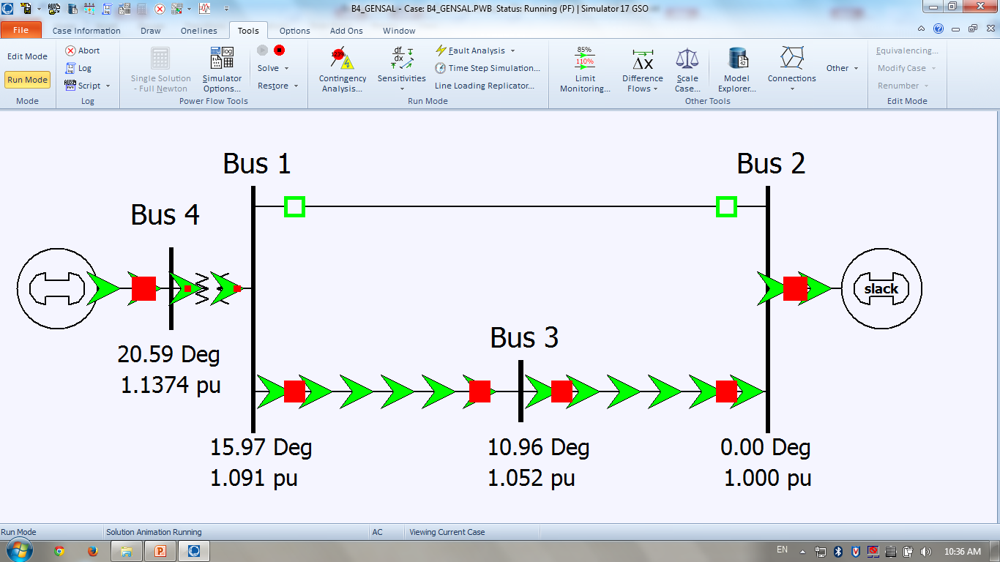 B4_GENSAL - Case: B4_GENSAL.PWB Status: Running (PF) | Simulator 17 GSO
File Case Information Draw Onelines Tools Options Add Ons Window
Edit Mode
Run Mode
Mode
Abort
Log
Script
Log
Single Solution - Full Newton
Simulator Options...
Solve
Restore
Power Flow Tools
Contingency Analysis...
Sensitivities
Fault Analysis
Time Step Simulation...
Line Loading Replicator...
Run Mode
85%
110%
Limit Monitoring...
ΔX
Difference Flows
Scale Case...
Model Explorer...
Connections
Other
Other Tools
Equivalencing...
Modify Case
Renumber
Edit Mode
Bus 1
Bus 2
Bus 4
slack
Bus 3
20.59 Deg
1.1374 pu
15.97 Deg
1.091 pu
10.96 Deg
1.052 pu
0.00 Deg
1.000 pu
Run Mode
Solution Animation Running
AC
Viewing Current Case
EN
10:36 AM